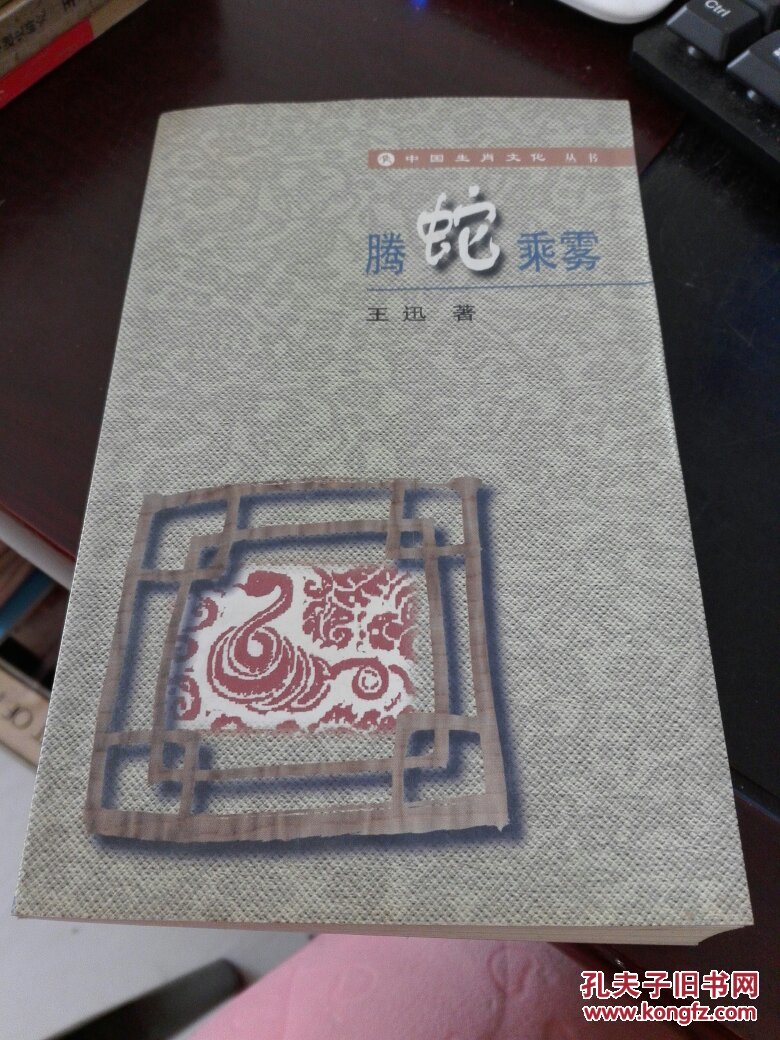 中国生肖文化 丛书
腾蛇乘雾
王迅 著
Ctrl
孔夫子旧书网
www.kongfz.com